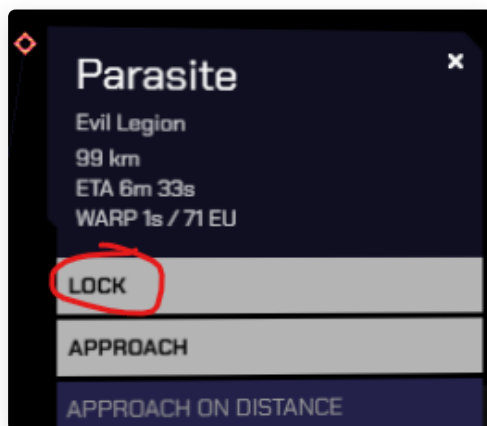 Parasite
Evil Legion
99 km
ETA 6m 33s
WARP 1s / 71 EU
LOCK
APPROACH
APPROACH ON DISTANCE